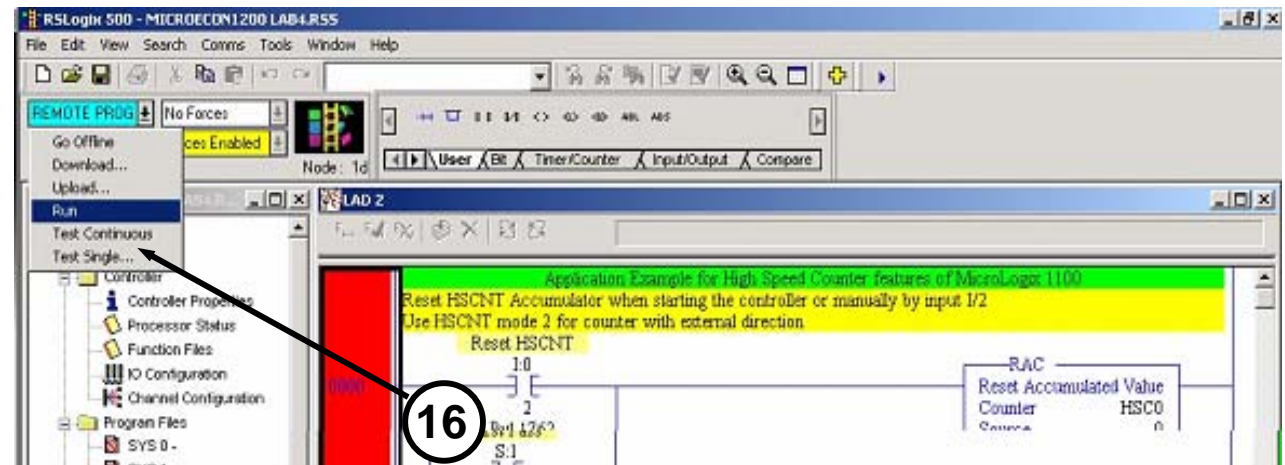 RSLogix 500 - MICROECON1200 LAB4.RSS
File Edit View Search Comms Tools Window Help
REMOTE PROG No Forces
ces Enabled
Node: 1d
User Bit Timer/Counter Input/Output Compare
Go Offline
Download...
Upload...
Run
Test Continuous
Test Single...
LAD 2
Controller
Controller Properties
Processor Status
Function Files
IO Configuration
Channel Configuration
Program Files
SYS 0 -
Application Example for High Speed Counter features of MicroLogix 1100
Reset HSCNT Accumulator when starting the controller or manually by input I/2
Use HSCNT mode 2 for counter with external direction
Reset HSCNT
I:0
2
0000
RAC
Reset Accumulated Value
Counter HSC0
Source 0
S:1
16